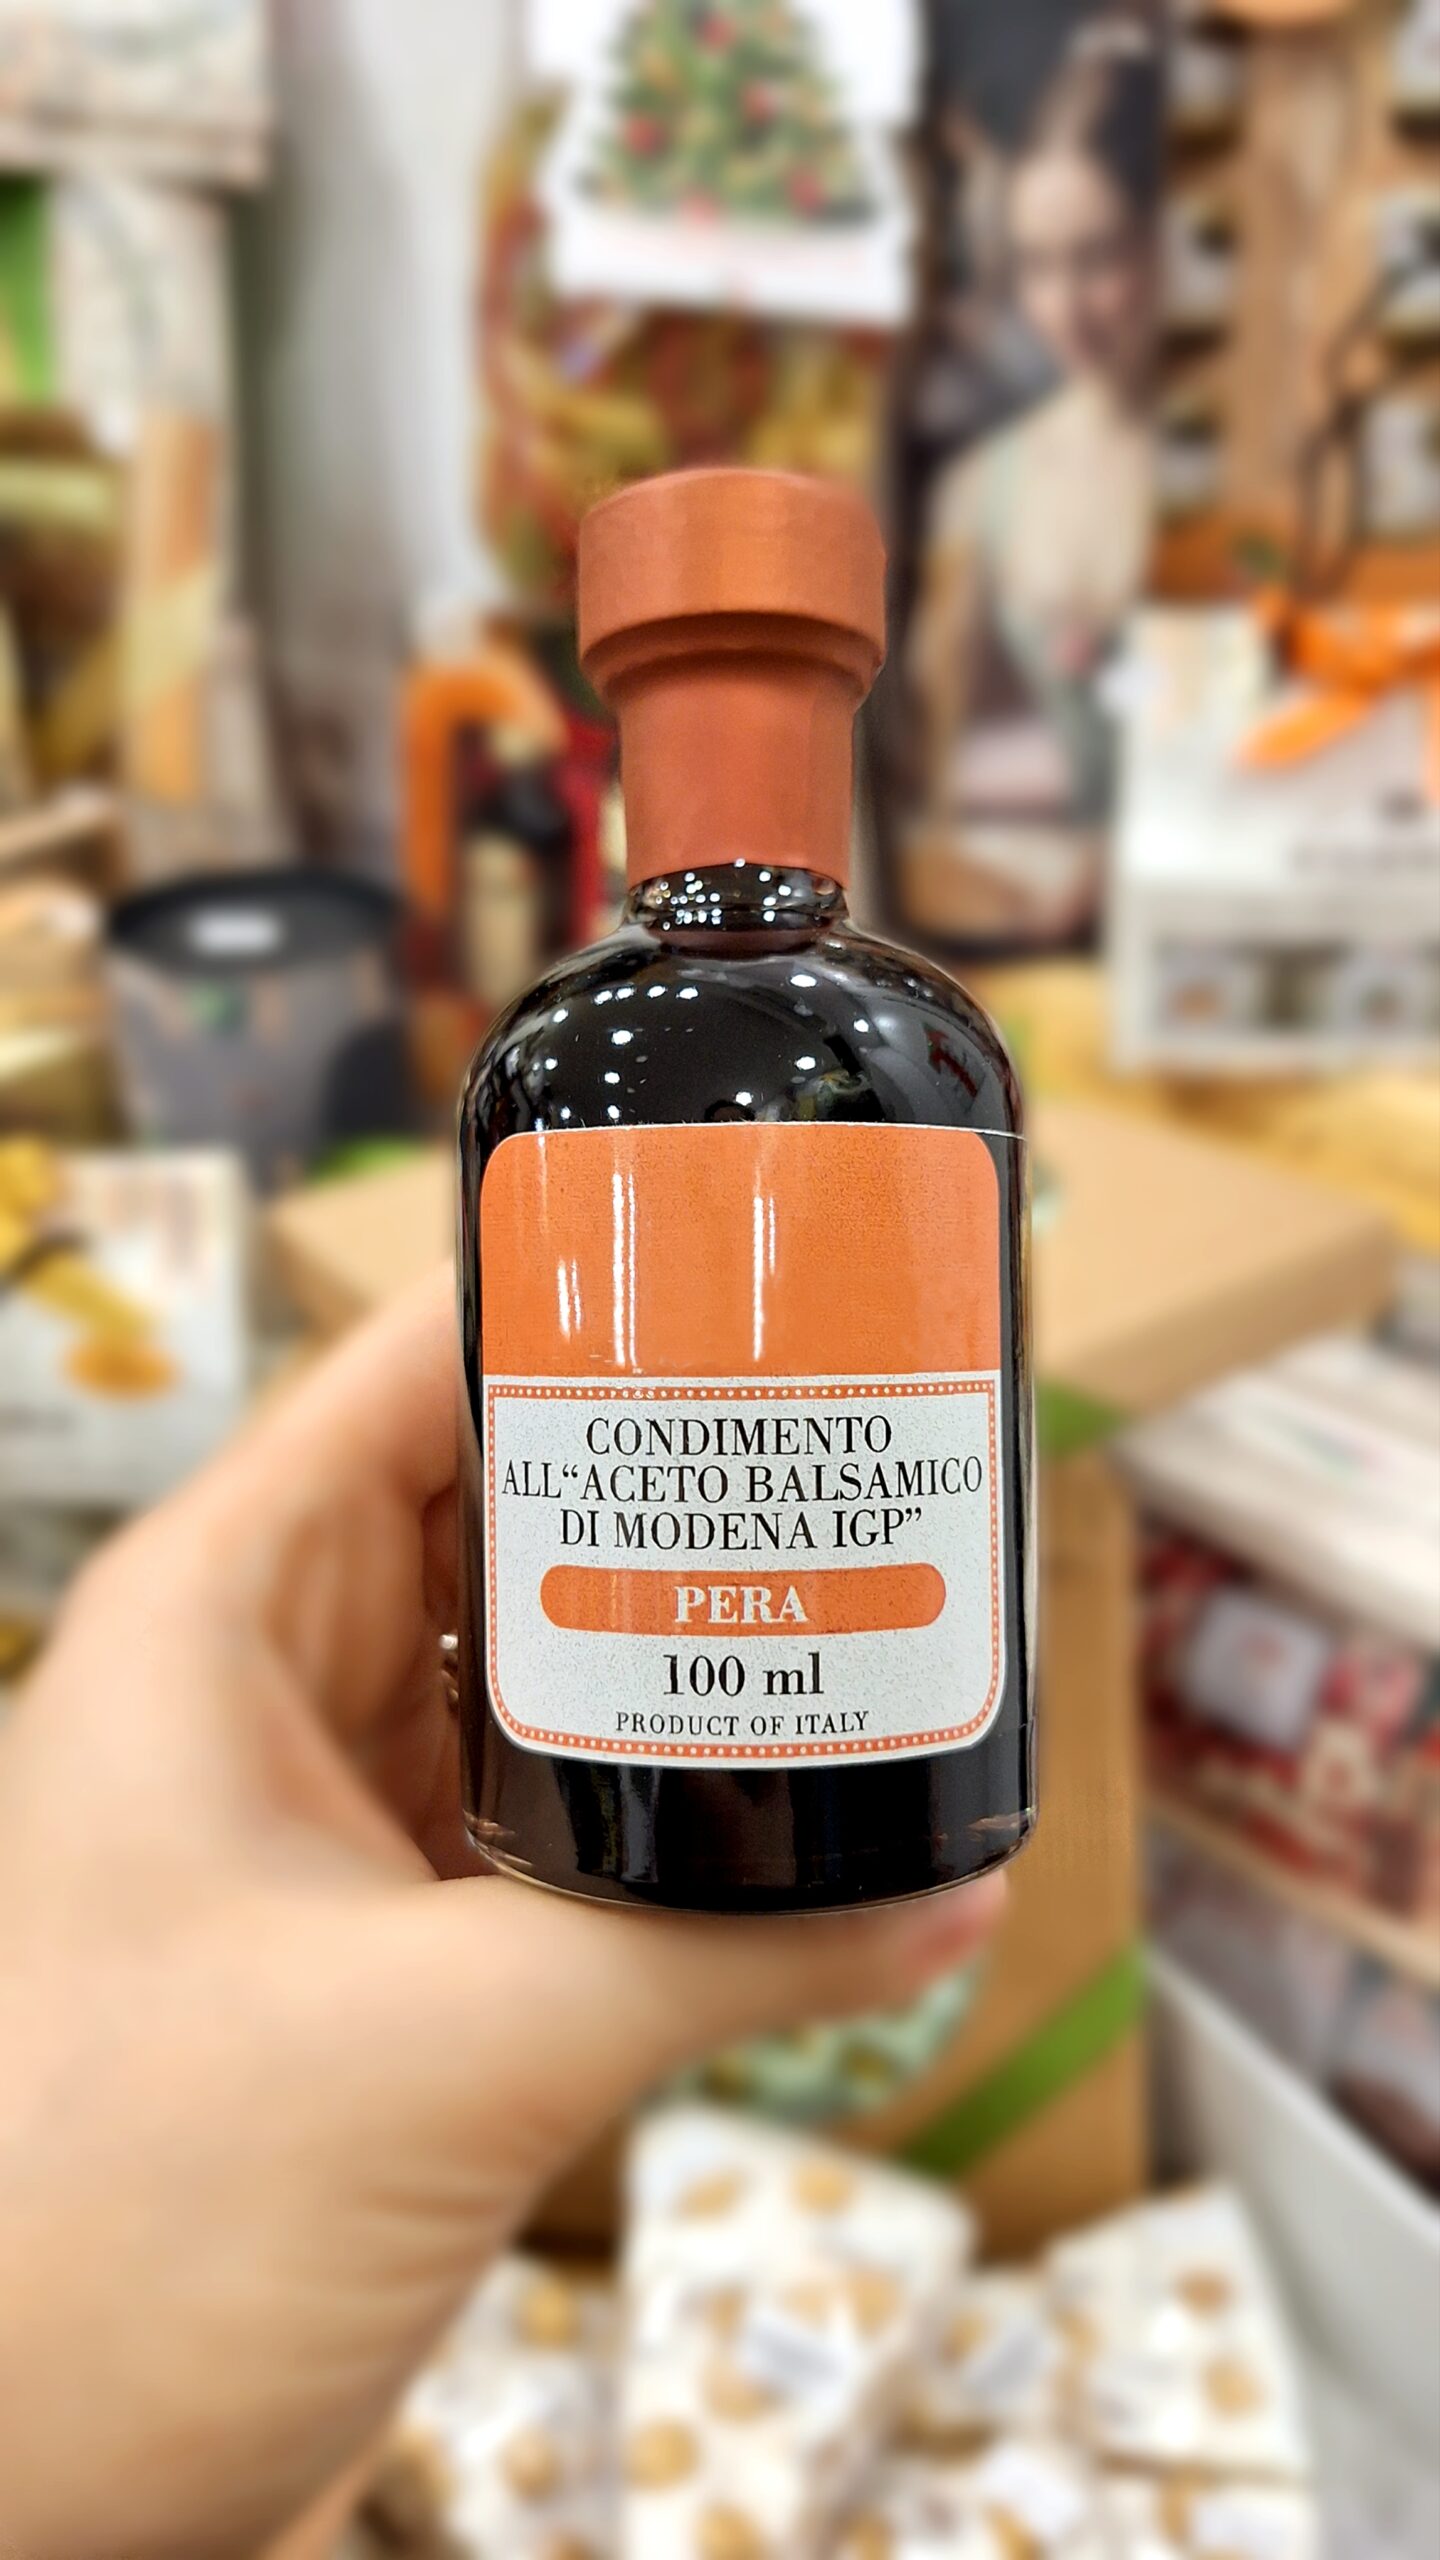 CONDIMENTO
ALL“ACETO BALSAMICO
DI MODENA IGP”
PERA
100 ml
PRODUCT OF ITALY